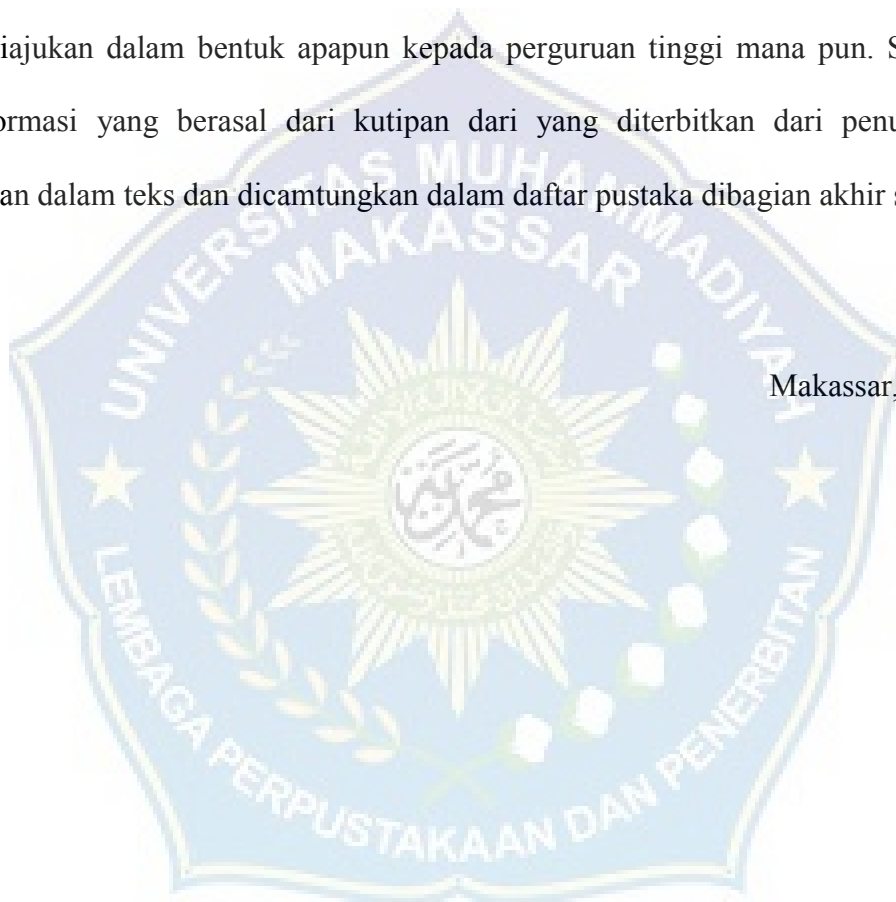 iajukan dalam bentuk apapun kepada perguruan tinggi mana pun. S
ormasi yang berasal dari kutipan dari yang diterbitkan dari penu
an dalam teks dan dicamtungkan dalam daftar pustaka dibagian akhir s
UNIVERSITAS MUHAMMADIYAH
MAKASSAR
Makassar,
LEMBAGA PERPUSTAKAAN DAN PENERBITAN